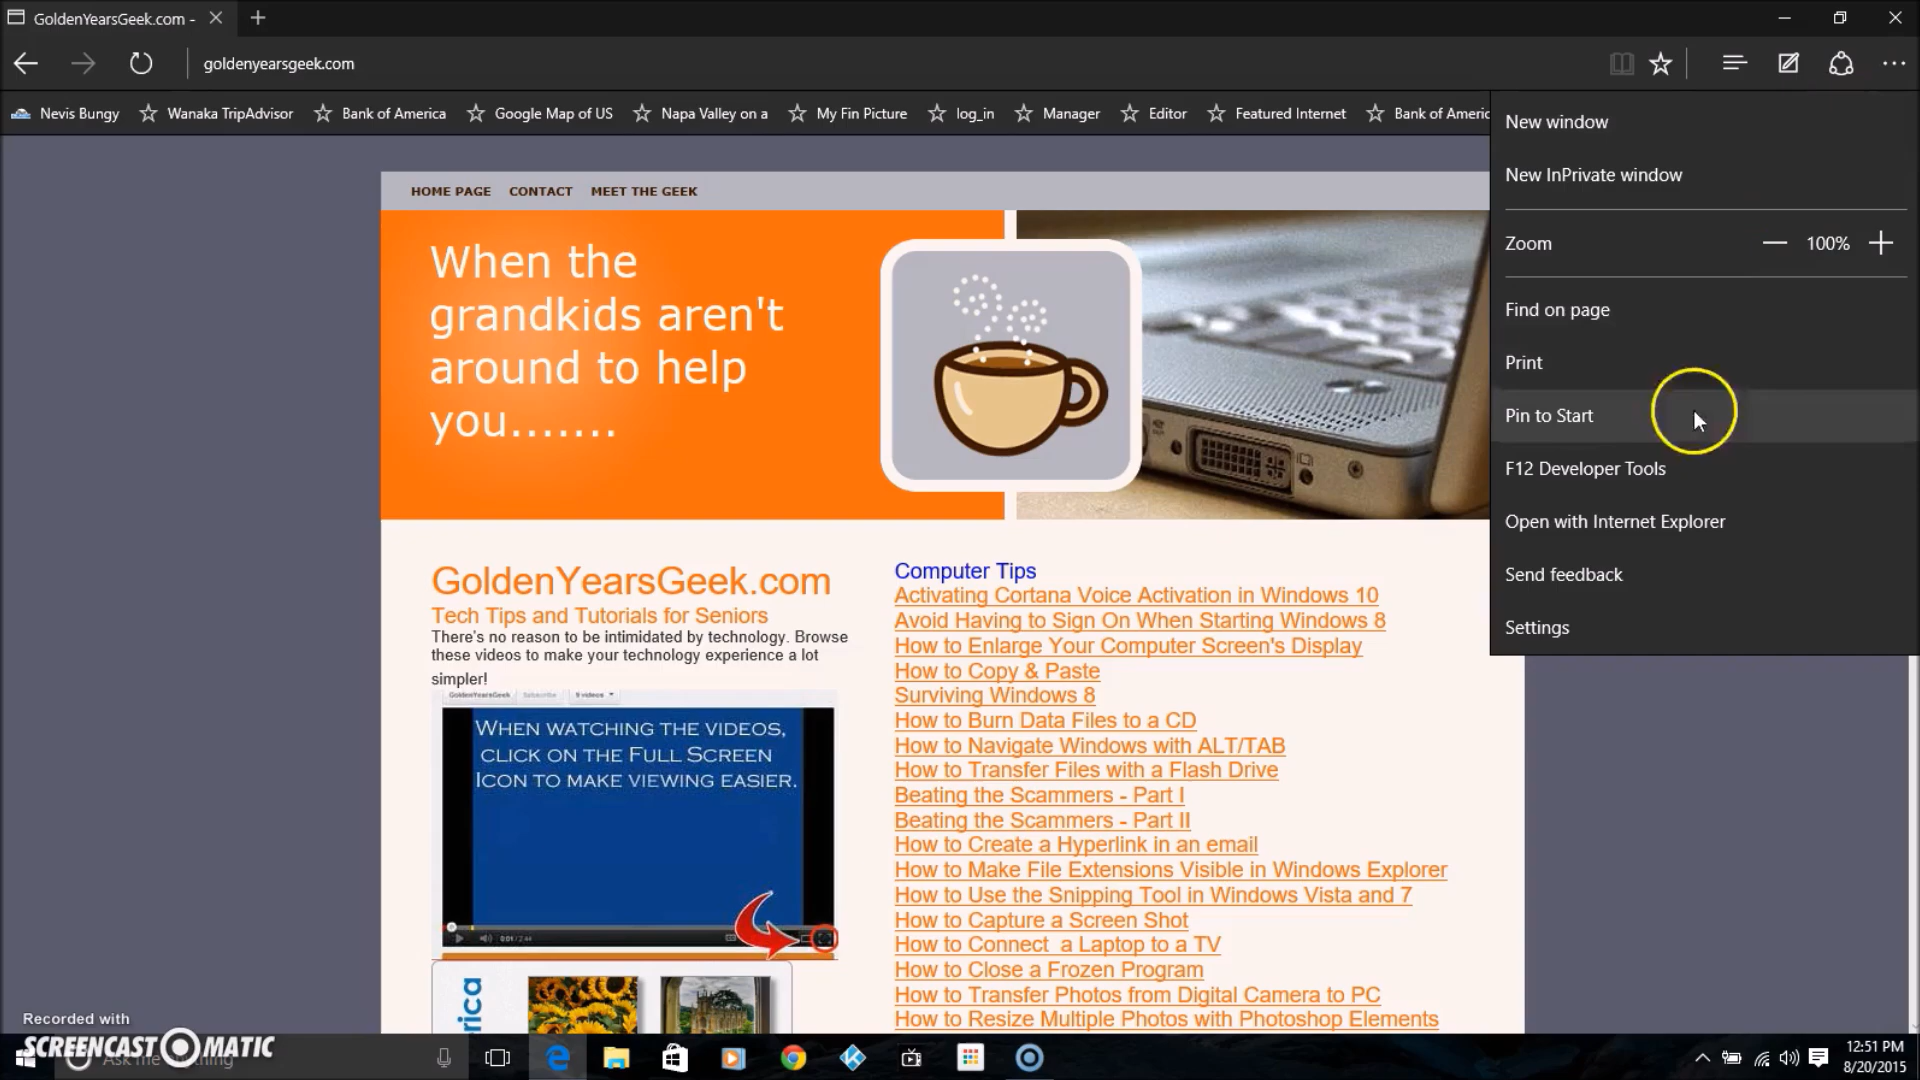 GoldenYearsGeek.com -
goldenyearsgeek.com
Nevis Bungy
Wanaka TripAdvisor
Bank of America
Google Map of US
Napa Valley on a
My Fin Picture
log_in
Manager
Editor
Featured Internet
Bank of Americ
New window
New InPrivate window
Zoom
100%
Find on page
Print
Pin to Start
F12 Developer Tools
Open with Internet Explorer
Send feedback
Settings
HOME PAGE
CONTACT
MEET THE GEEK
When the
grandkids aren't
around to help
you.......
GoldenYearsGeek.com
Tech Tips and Tutorials for Seniors
There's no reason to be intimidated by technology. Browse
these videos to make your technology experience a lot
simpler!
GoldenYearsGeek
Subscribe
9 videos
WHEN WATCHING THE VIDEOS,
CLICK ON THE FULL SCREEN
ICON TO MAKE VIEWING EASIER.
0:01 / 2:44
rica
Computer Tips
Activating Cortana Voice Activation in Windows 10
Avoid Having to Sign On When Starting Windows 8
How to Enlarge Your Computer Screen's Display
How to Copy & Paste
Surviving Windows 8
How to Burn Data Files to a CD
How to Navigate Windows with ALT/TAB
How to Transfer Files with a Flash Drive
Beating the Scammers - Part I
Beating the Scammers - Part II
How to Create a Hyperlink in an email
How to Make File Extensions Visible in Windows Explorer
How to Use the Snipping Tool in Windows Vista and 7
How to Capture a Screen Shot
How to Connect  a Laptop to a TV
How to Close a Frozen Program
How to Transfer Photos from Digital Camera to PC
How to Resize Multiple Photos with Photoshop Elements
Recorded with
SCREENCAST MATIC
Ask me anything
12:51 PM
8/20/2015